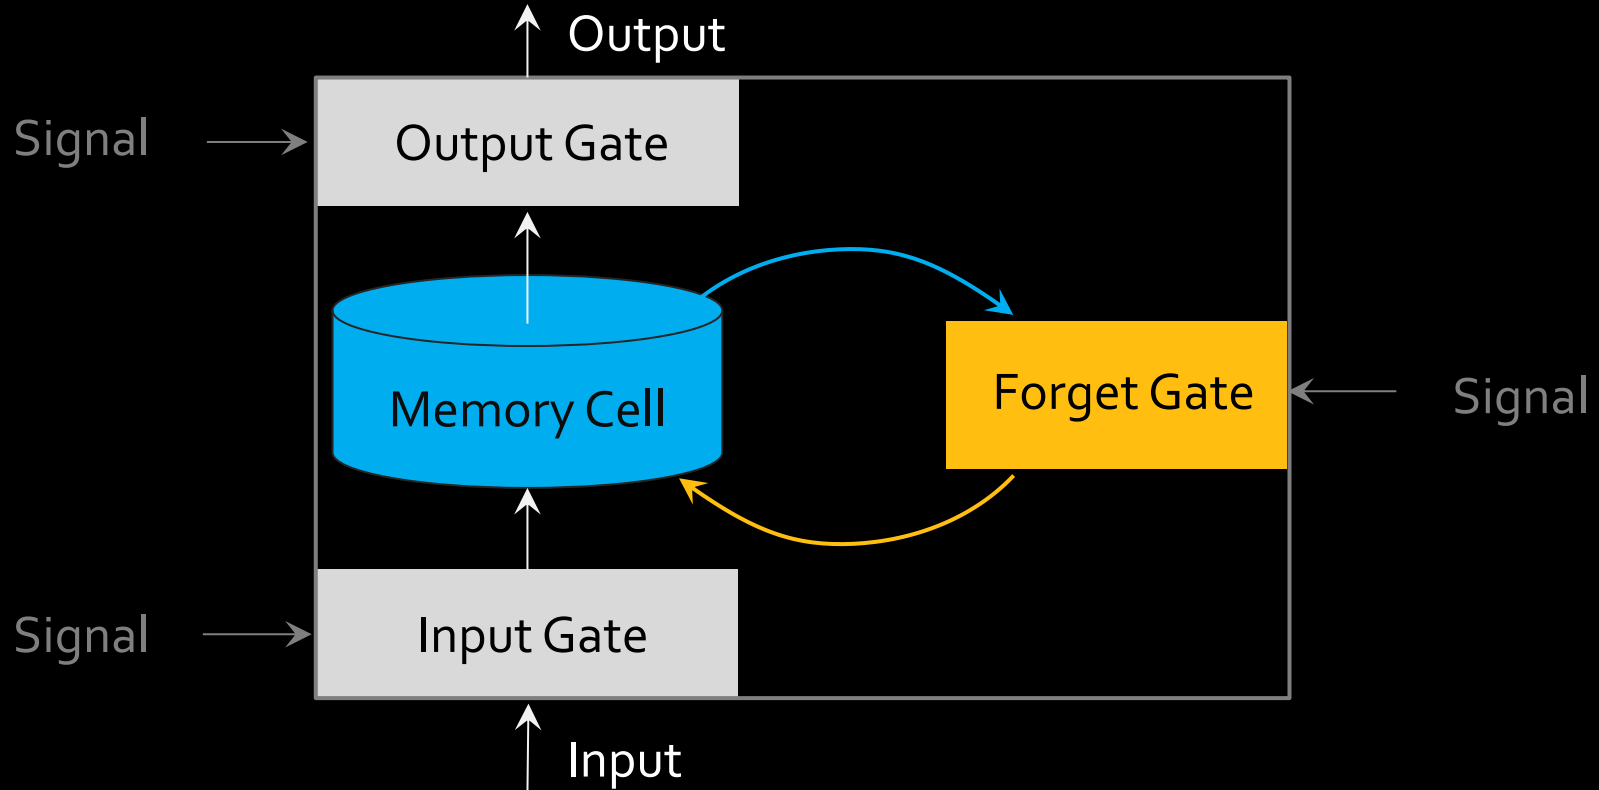 Output
Signal
Output Gate
Memory Cell
Forget Gate
Signal
Signal
Input Gate
Input